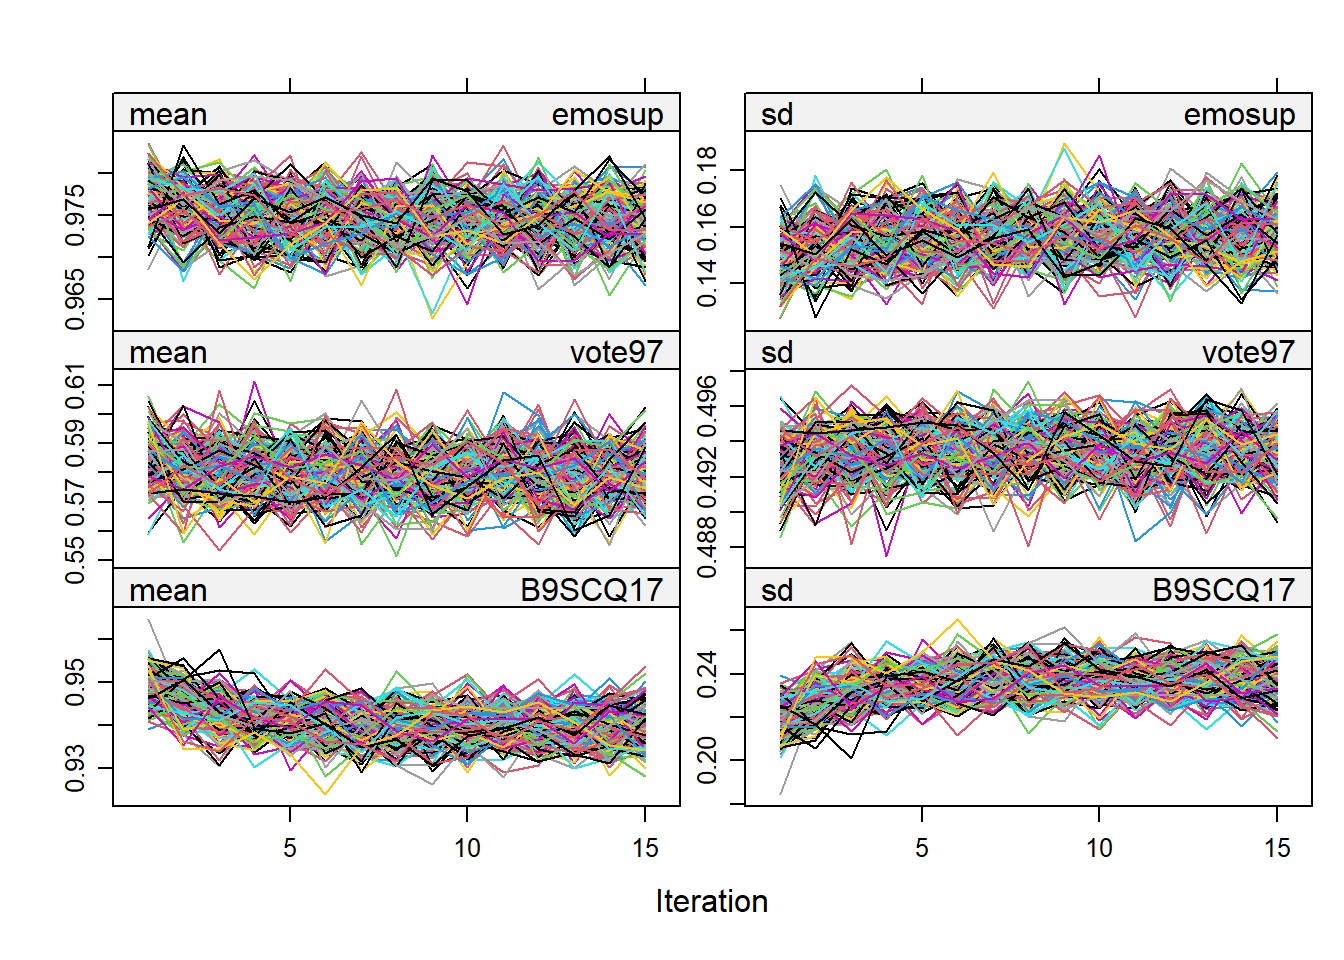 mean emosup sd emosup
0.965 0.975
0.14 0.16 0.18
mean vote97 sd vote97
0.55 0.57 0.59 0.61
0.488 0.492 0.496
mean B9SCQ17 sd B9SCQ17
0.93 0.95
0.20 0.24
5 10 15 5 10 15
Iteration